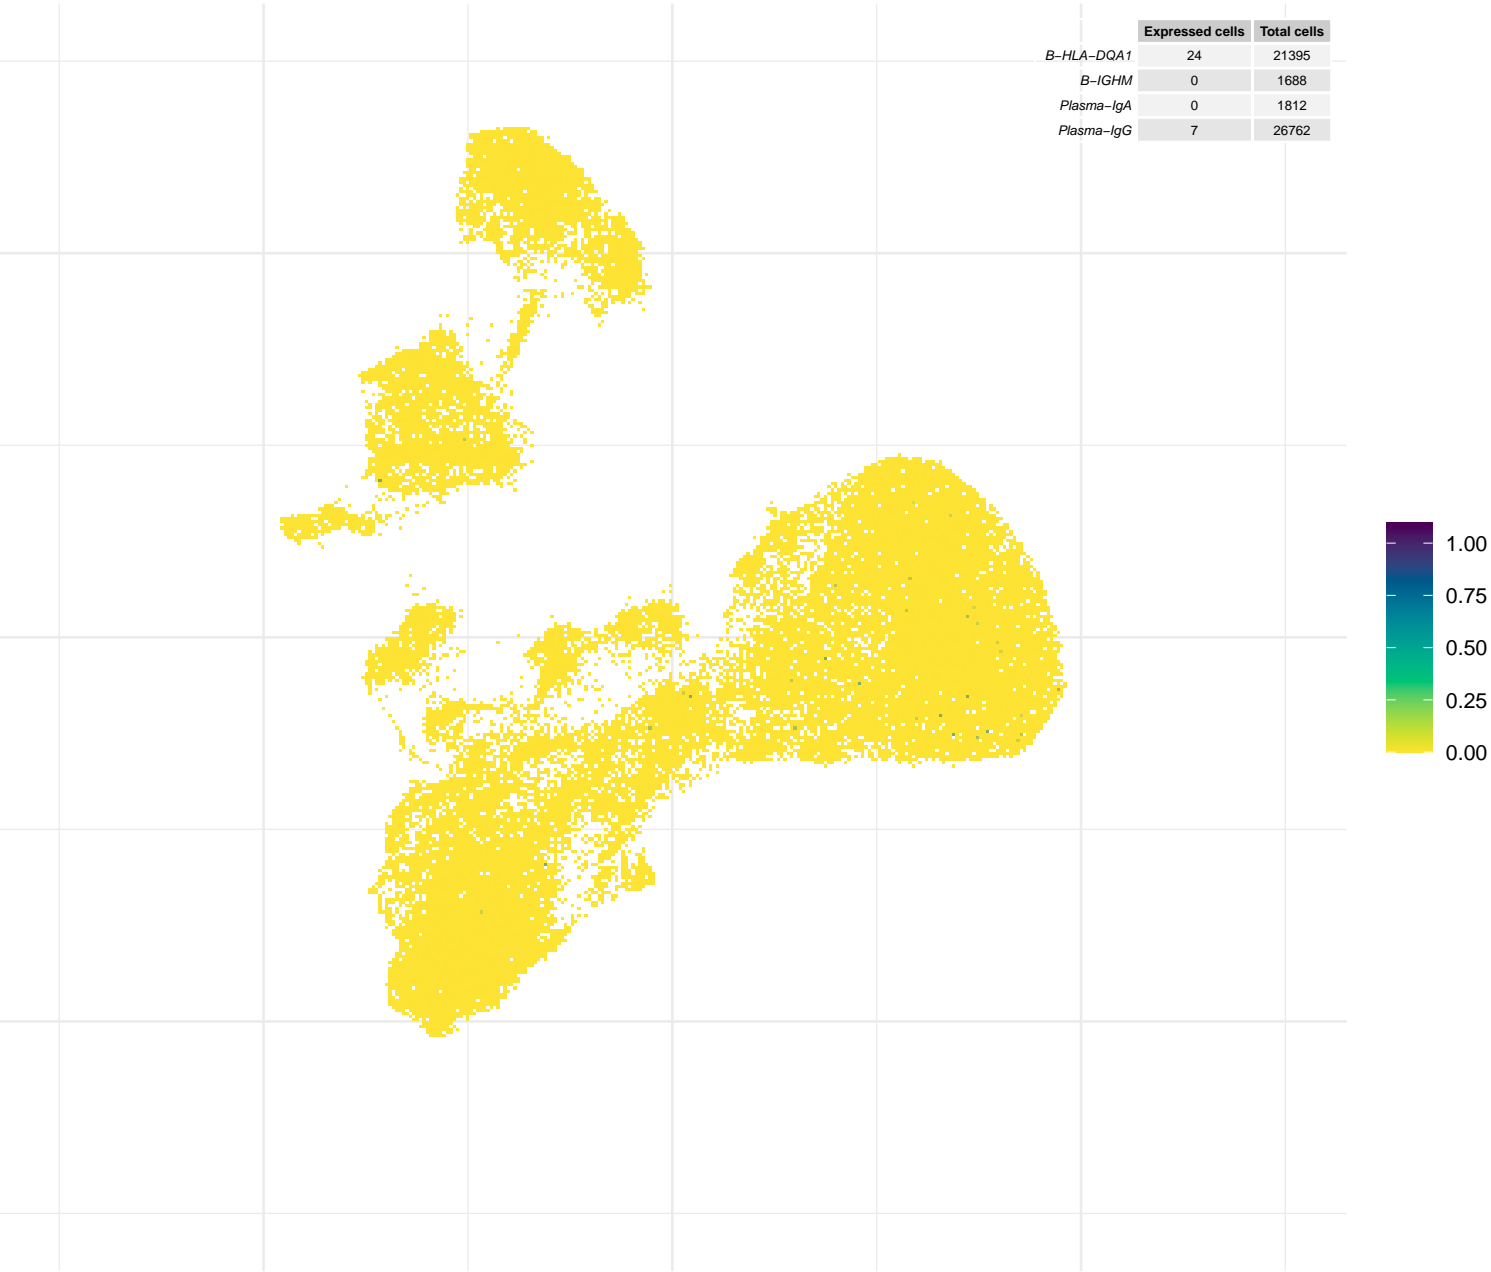 Expressed cells Total cells
B−HLA−DQA1 24 21395
B−IGHM 0 1688
Plasma−IgA 0 1812
Plasma−IgG 7 26762
1.00
0.75
0.50
0.25
0.00